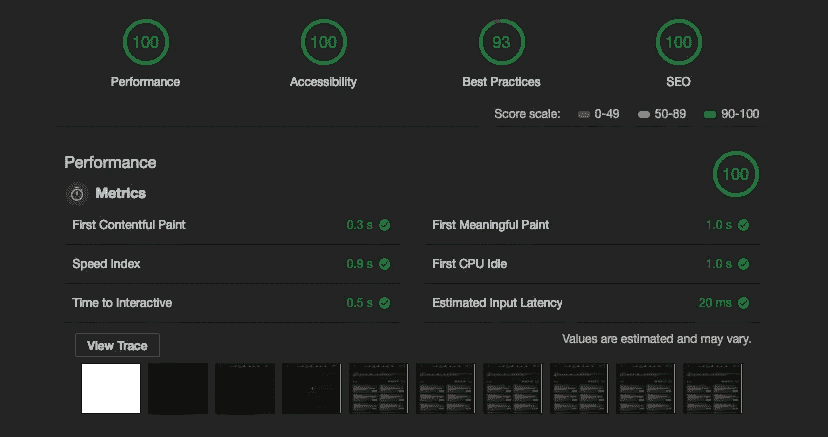 100 100 93 100
Performance Accessibility Best Practices SEO
Score scale: 0-49 50-89 90-100
Performance
100
Metrics
First Contentful Paint 0.3 s First Meaningful Paint 1.0 s
Speed Index 0.9 s First CPU Idle 1.0 s
Time to Interactive 0.5 s Estimated Input Latency 20 ms
View Trace Values are estimated and may vary.